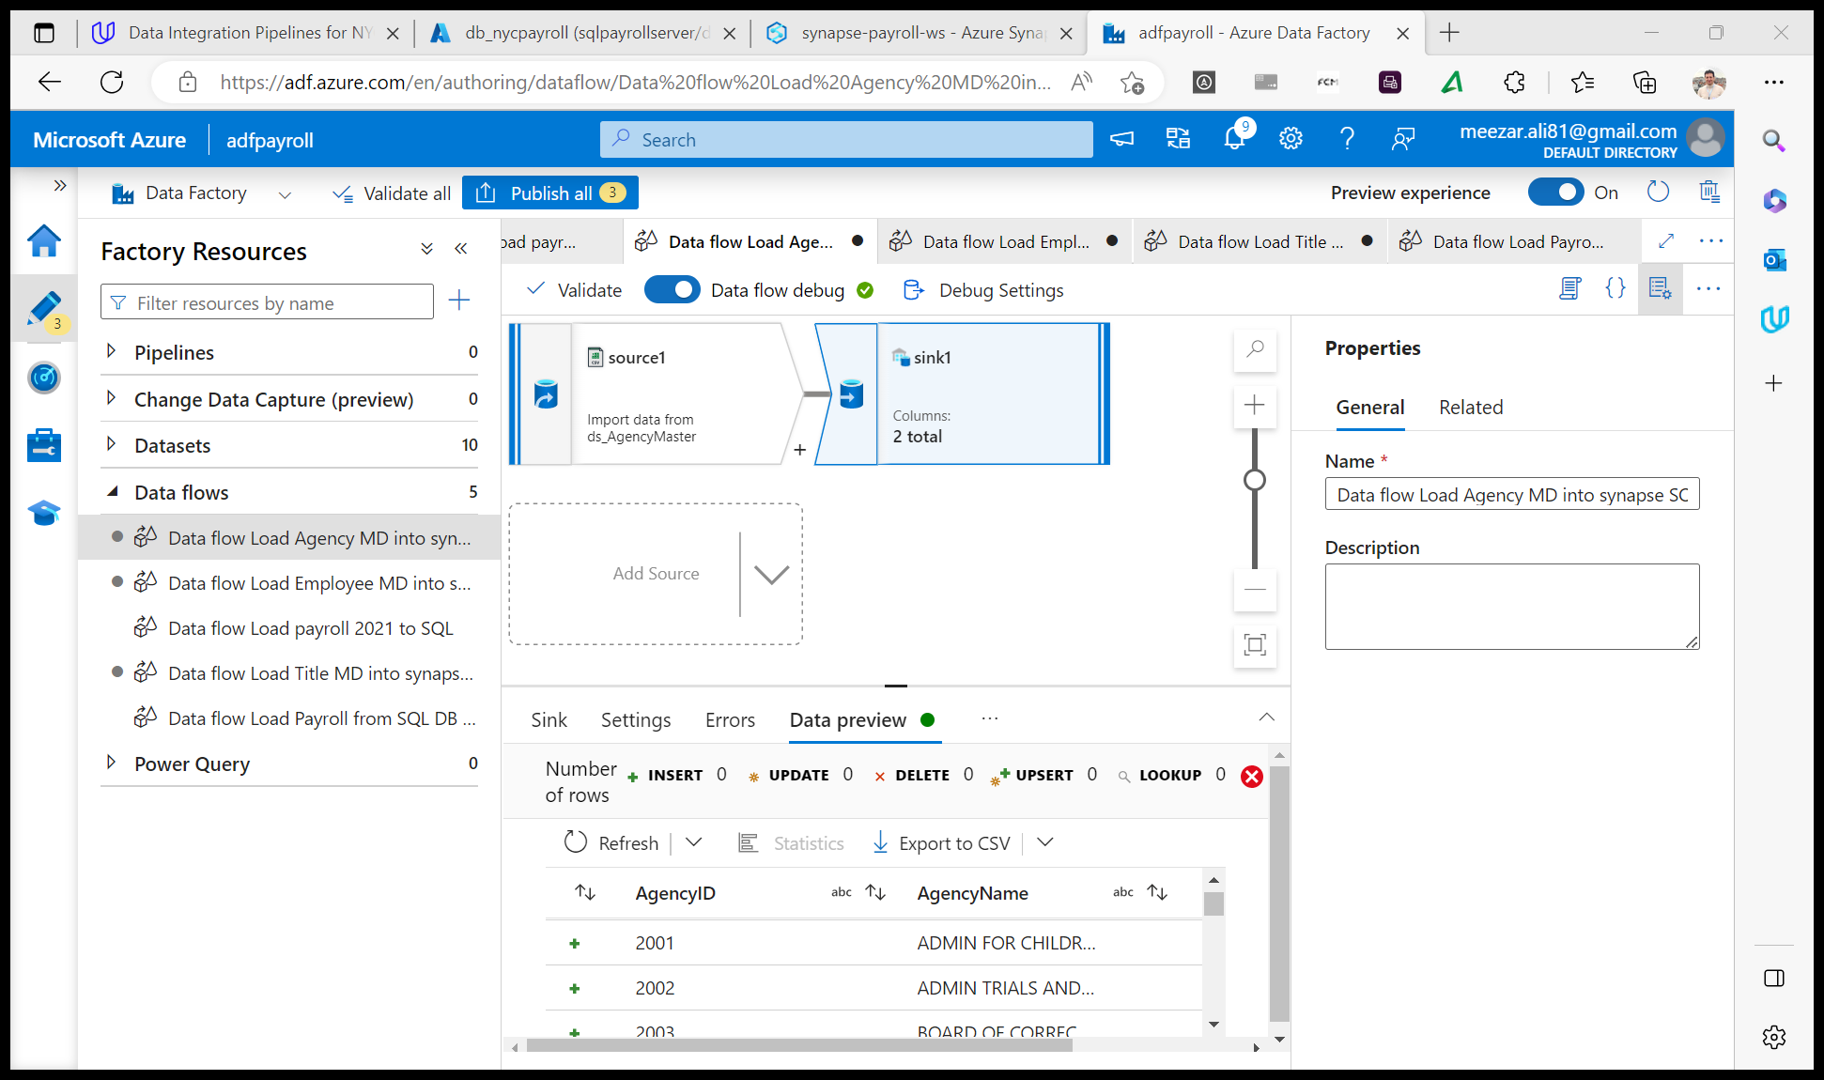 Data Integration Pipelines for NY
db_nycpayroll (sqlpayrollserver/d
synapse-payroll-ws - Azure Syna
adfpayroll - Azure Data Factory
https://adf.azure.com/en/authoring/dataflow/Data%20flow%20Load%20Agency%20MD%20in...
FCM
Microsoft Azure
adfpayroll
Search
9
meezar.ali81@gmail.com
DEFAULT DIRECTORY
Data Factory
Validate all
Publish all 3
Preview experience
On
Factory Resources
oad payr...
Data flow Load Age...
Data flow Load Empl...
Data flow Load Title ...
Data flow Load Payro...
3
Filter resources by name
Validate
Data flow debug
Debug Settings
Pipelines 0
Change Data Capture (preview) 0
Datasets 10
Data flows 5
Data flow Load Agency MD into syn...
Data flow Load Employee MD into s...
Data flow Load payroll 2021 to SQL
Data flow Load Title MD into synaps...
Data flow Load Payroll from SQL DB ...
Power Query 0
source1
Import data from
ds_AgencyMaster
sink1
Columns:
2 total
Add Source
Properties
General
Related
Name *
Data flow Load Agency MD into synapse SC
Description
Sink
Settings
Errors
Data preview
Number
of rows
INSERT 0
UPDATE 0
DELETE 0
UPSERT 0
LOOKUP 0
Refresh
Statistics
Export to CSV
AgencyID abc
AgencyName abc
2001 ADMIN FOR CHILDR...
2002 ADMIN TRIALS AND...
2003 BOARD OF CORREC